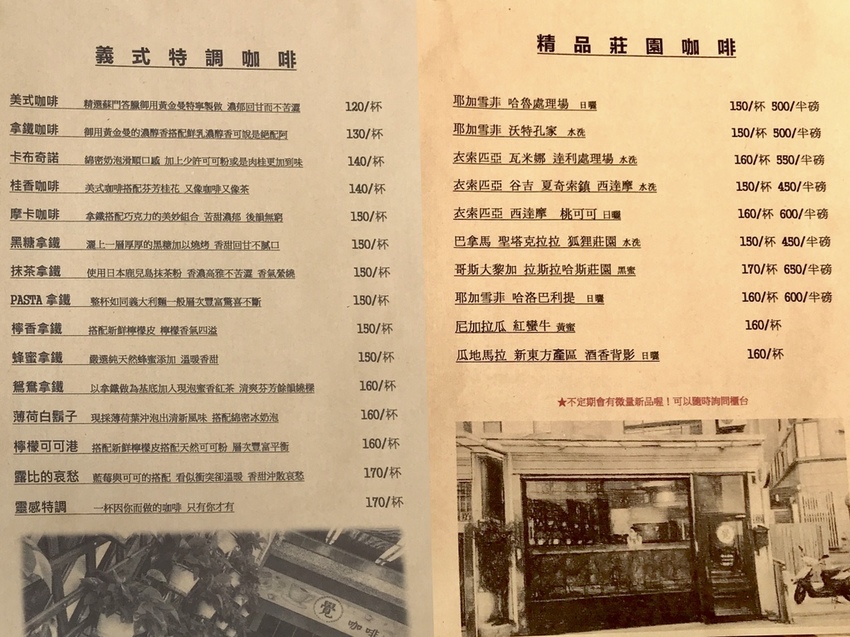 義式特調咖啡
美式咖啡 精選蘇門答臘御用黃金曼特寧製做 濃郁回甘而不苦澀 120/杯
拿鐵咖啡 御用黃金曼的濃醇香搭配鮮乳濃醇香可說是絕配阿 130/杯
卡布奇諾 綿密奶泡滑順口感 加上少許可可粉或是肉桂更加到味 140/杯
桂香咖啡 美式咖啡搭配芬芳桂花 又像咖啡又像茶 140/杯
摩卡咖啡 拿鐵搭配巧克力的美妙組合 苦甜濃郁 後韻無窮 150/杯
黑糖拿鐵 灑上一層厚厚的黑糖加以燒烤 香甜回甘不膩口 150/杯
抹茶拿鐵 使用日本鹿兒島抹茶粉 香濃高雅不苦澀 香氣縈繞 150/杯
PASTA 拿鐵 整杯如同義大利麵一般層次豐富驚喜不斷 150/杯
檸香拿鐵 搭配新鮮檸檬皮 檸檬香氣四溢 150/杯
蜂蜜拿鐵 嚴選純天然蜂蜜添加 溫暖香甜 150/杯
鴛鴦拿鐵 以拿鐵做為基底加入現泡蜜香紅茶 清爽芬芳餘韻繞樑 160/杯
薄荷白鬍子 現採薄荷葉沖泡出清新風味 搭配綿密冰奶泡 160/杯
檸檬可可港 搭配新鮮檸檬皮搭配天然可可粉 層次豐富平衡 160/杯
露比的哀愁 藍莓與可可的搭配 看似衝突卻溫暖 香甜沖散哀愁 170/杯
靈感特調 一杯因你而做的咖啡 只有你才有 170/杯
覺 咖啡
精品莊園咖啡
耶加雪菲 哈魯處理場 日曬 150/杯 500/半磅
耶加雪菲 沃特孔家 水洗 150/杯 500/半磅
衣索匹亞 瓦米娜 達利處理場 水洗 160/杯 550/半磅
衣索匹亞 谷吉 夏奇索鎮 西達摩 水洗 150/杯 450/半磅
衣索匹亞 西達摩 桃可可 日曬 160/杯 600/半磅
巴拿馬 聖塔克拉拉 狐狸莊園 水洗 150/杯 450/半磅
哥斯大黎加 拉斯拉哈斯莊園 黑蜜 170/杯 650/半磅
耶加雪菲 哈洛巴利提 日曬 160/杯 600/半磅
尼加拉瓜 紅蠻牛 黃蜜 160/杯
瓜地馬拉 新東方產區 酒香背影 日曬 160/杯
★不定期會有微量新品喔！可以隨時詢問櫃台